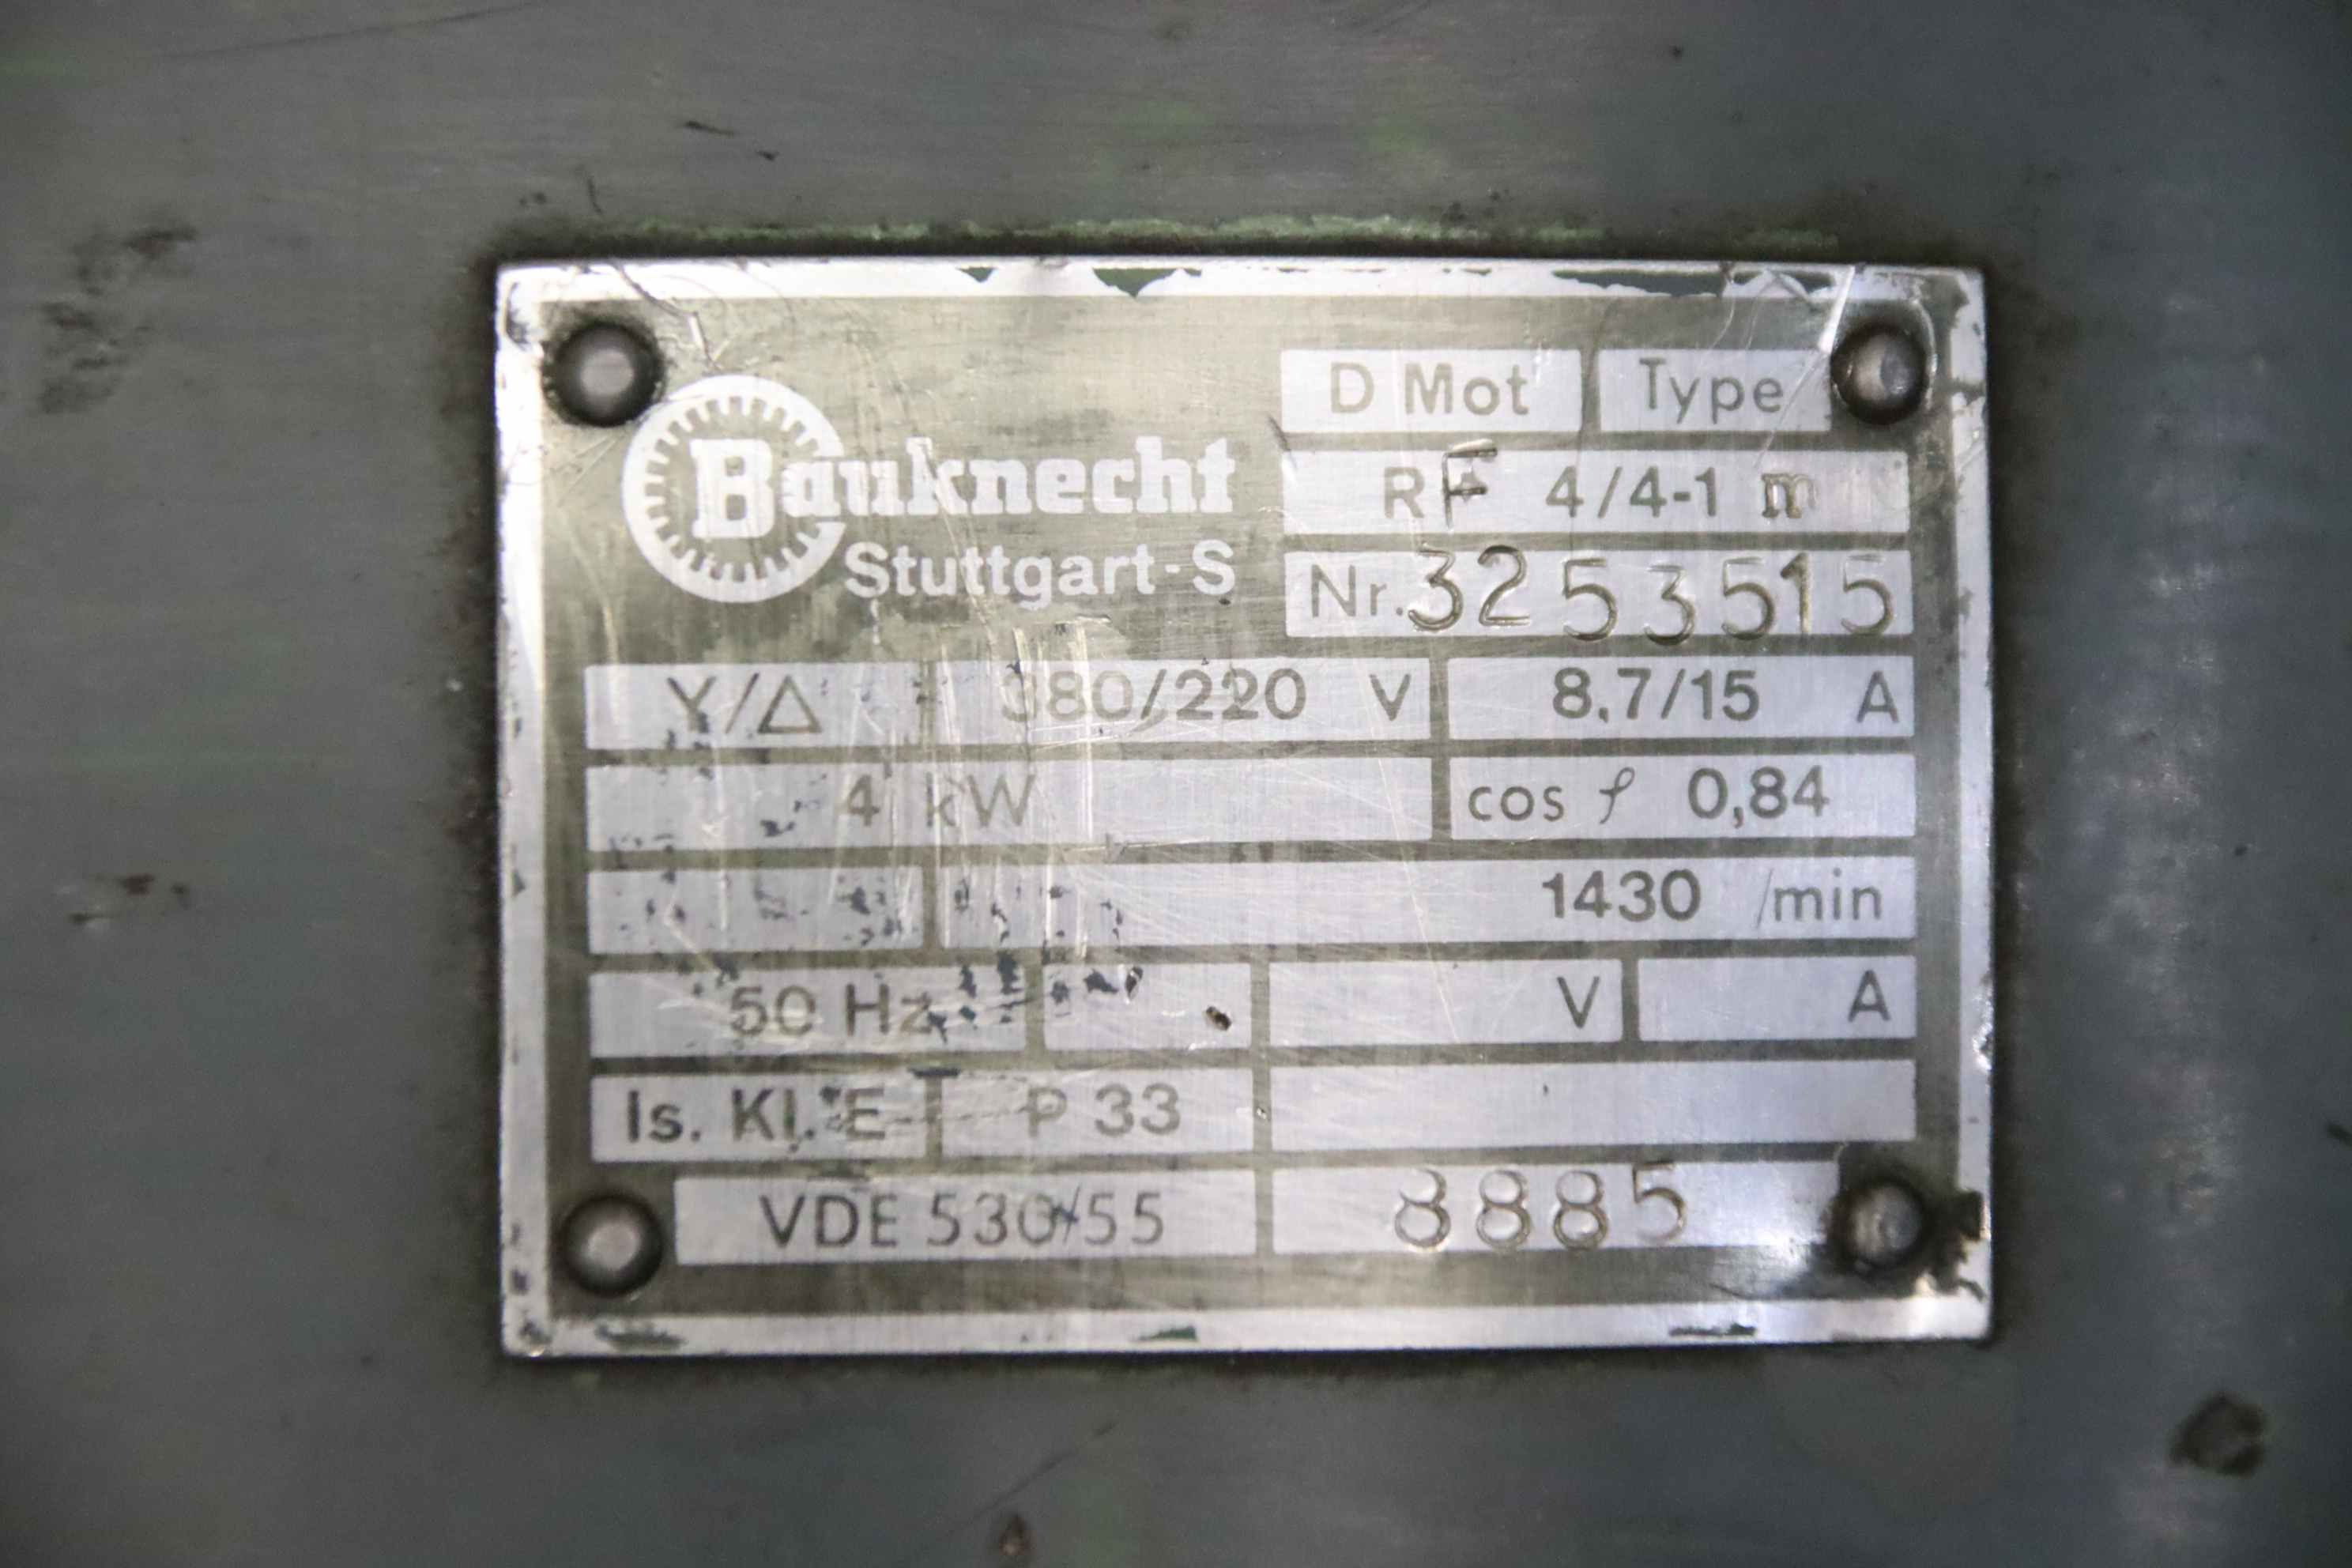 Bauknecht
Stuttgart-S
D Mot Type
RF 4/4-1 m
Nr. 3253515
Y/Δ 380/220 V 8,7/15 A
4 kW cos φ 0,84
1430 /min
50 Hz V A
Is. Kl. E P 33
VDE 530/55 8885